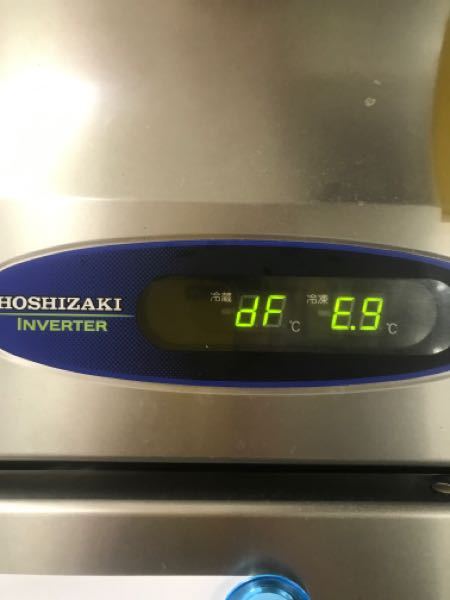 HOSHIZAKI
INVERTER
冷蔵 dF ℃ 冷凍 E.9 ℃